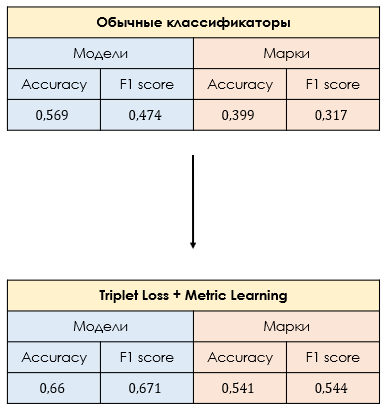 Обычные классификаторы
Модели Марки
Accuracy F1 score Accuracy F1 score
0,569 0,474 0,399 0,317
Triplet Loss + Metric Learning
Модели Марки
Accuracy F1 score Accuracy F1 score
0,66 0,671 0,541 0,544